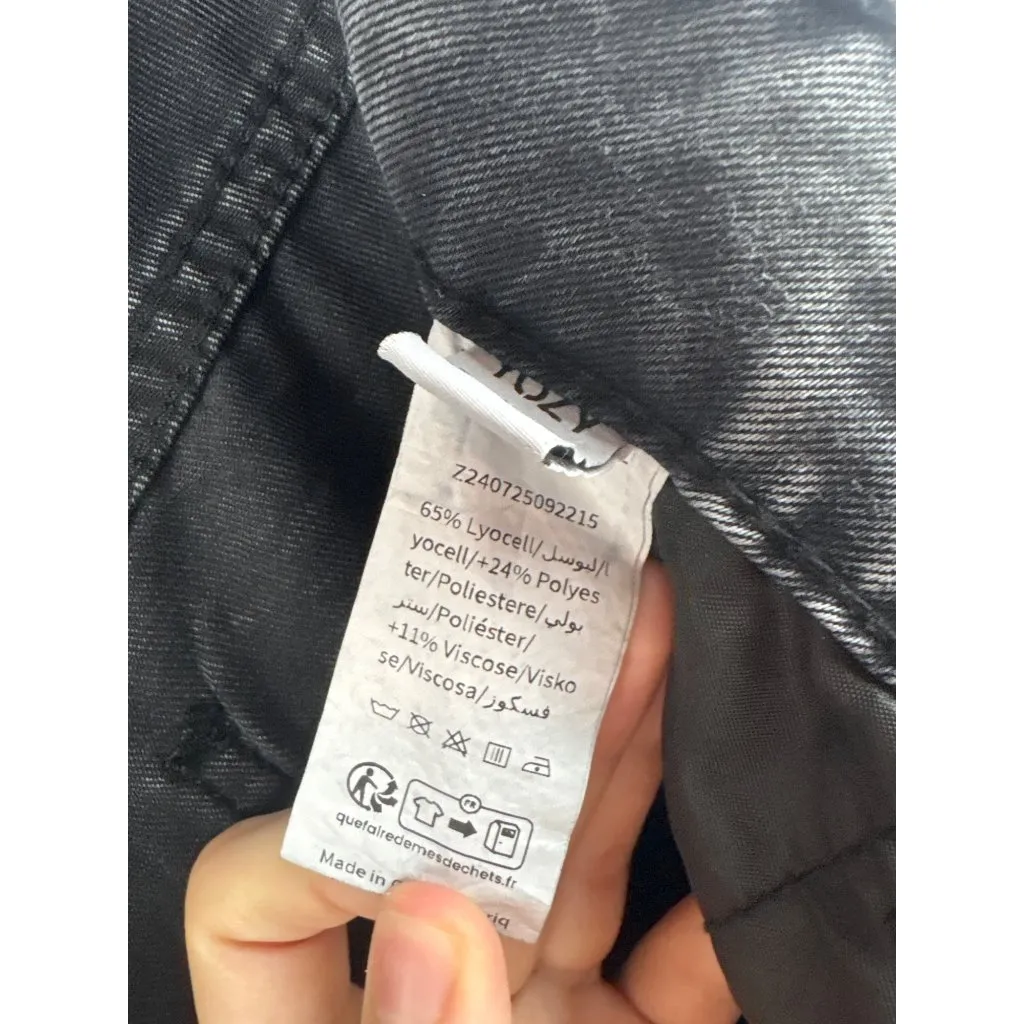 Z240725092215
65% Lyocell/ليوسل/l
yocell/+24% Polyes
ter/Poliestere/بولي
ستر/Poliéster/
+11% Viscose/Visko
se/Viscosa/فسكوز
FR
quefairedemesdechets.fr
Made in